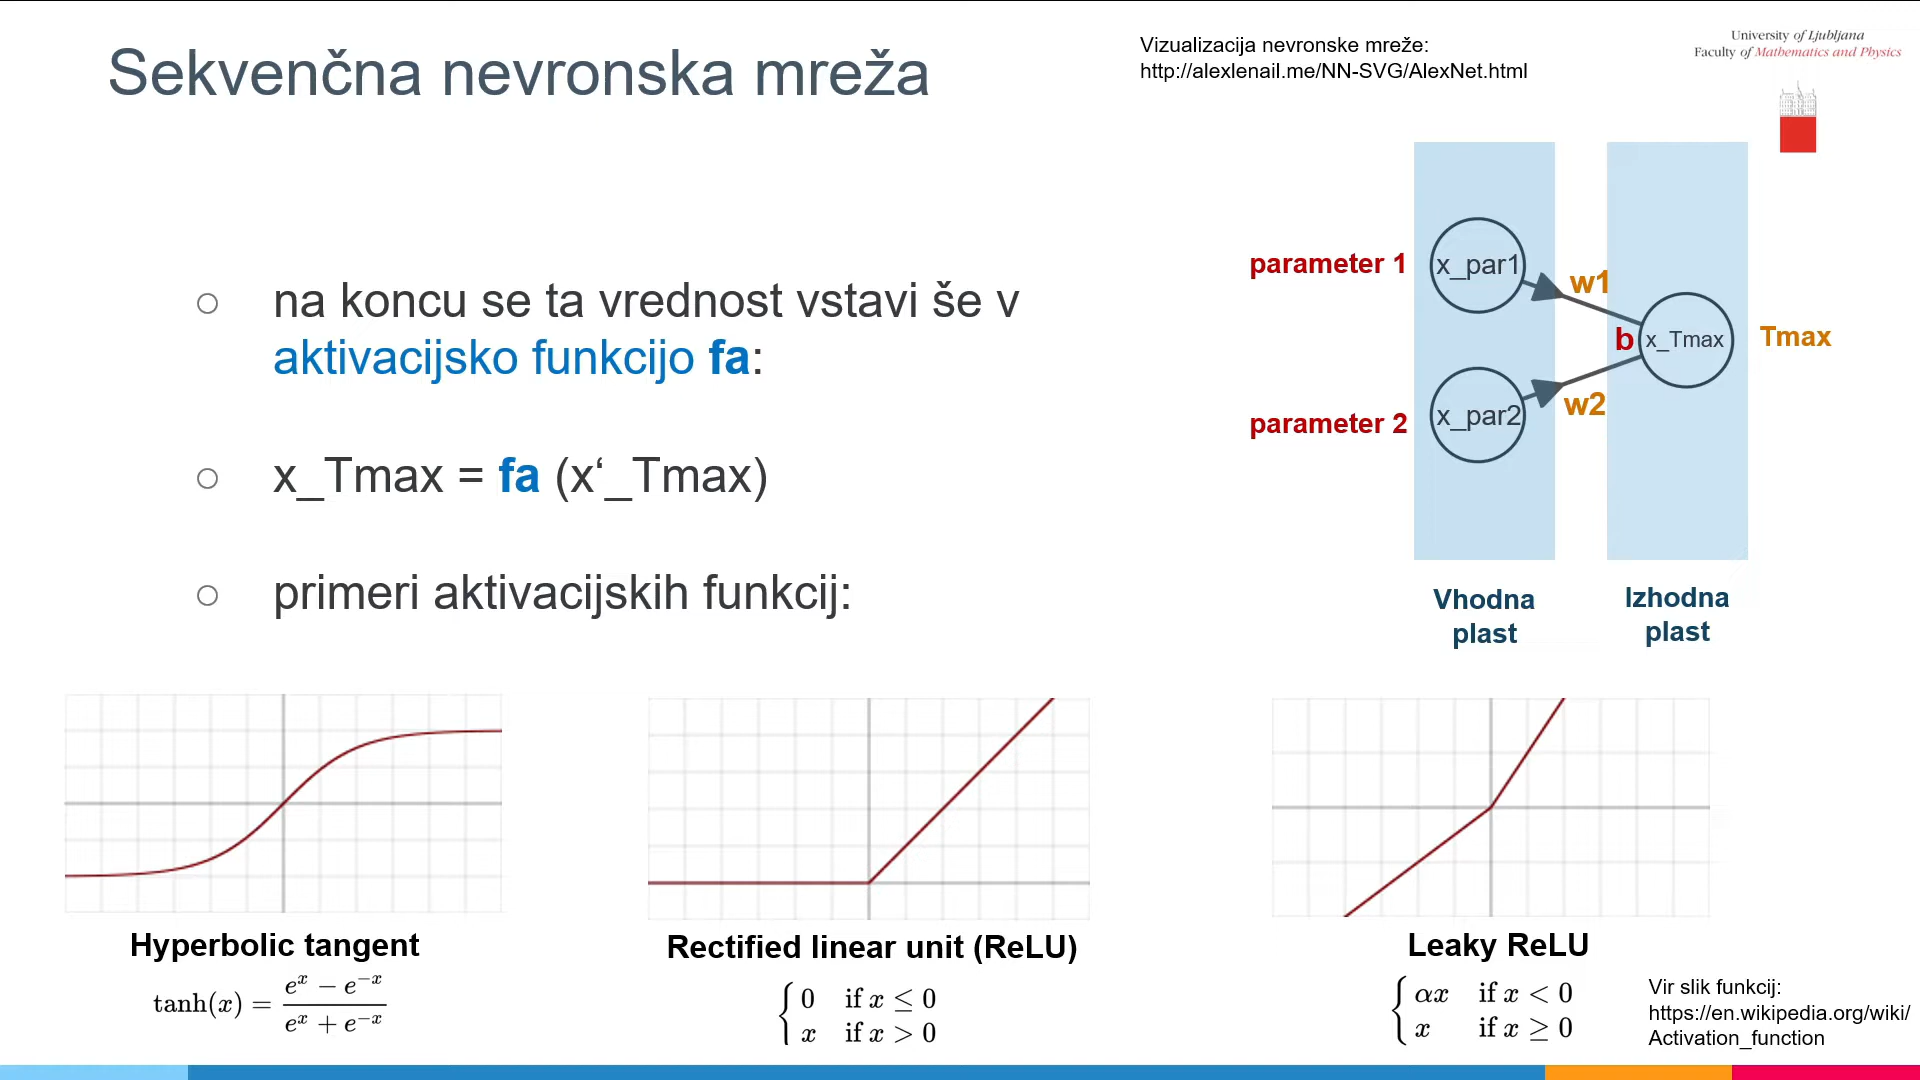 Sekvenčna nevronska mreža
Vizualizacija nevronske mreže:
http://alexlenail.me/NN-SVG/AlexNet.html
University of Ljubljana
Faculty of Mathematics and Physics
na koncu se ta vrednost vstavi še v
aktivacijsko funkcijo fa:
x_Tmax = fa (x‘_Tmax)
primeri aktivacijskih funkcij:
parameter 1
x_par1
w1
b
x_Tmax
Tmax
parameter 2
x_par2
w2
Vhodna
plast
Izhodna
plast
Hyperbolic tangent
tanh(x) = (e^x − e^−x) / (e^x + e^−x)
Rectified linear unit (ReLU)
0 if x ≤ 0
x if x > 0
Leaky ReLU
αx if x < 0
x if x ≥ 0
Vir slik funkcij:
https://en.wikipedia.org/wiki/
Activation_function